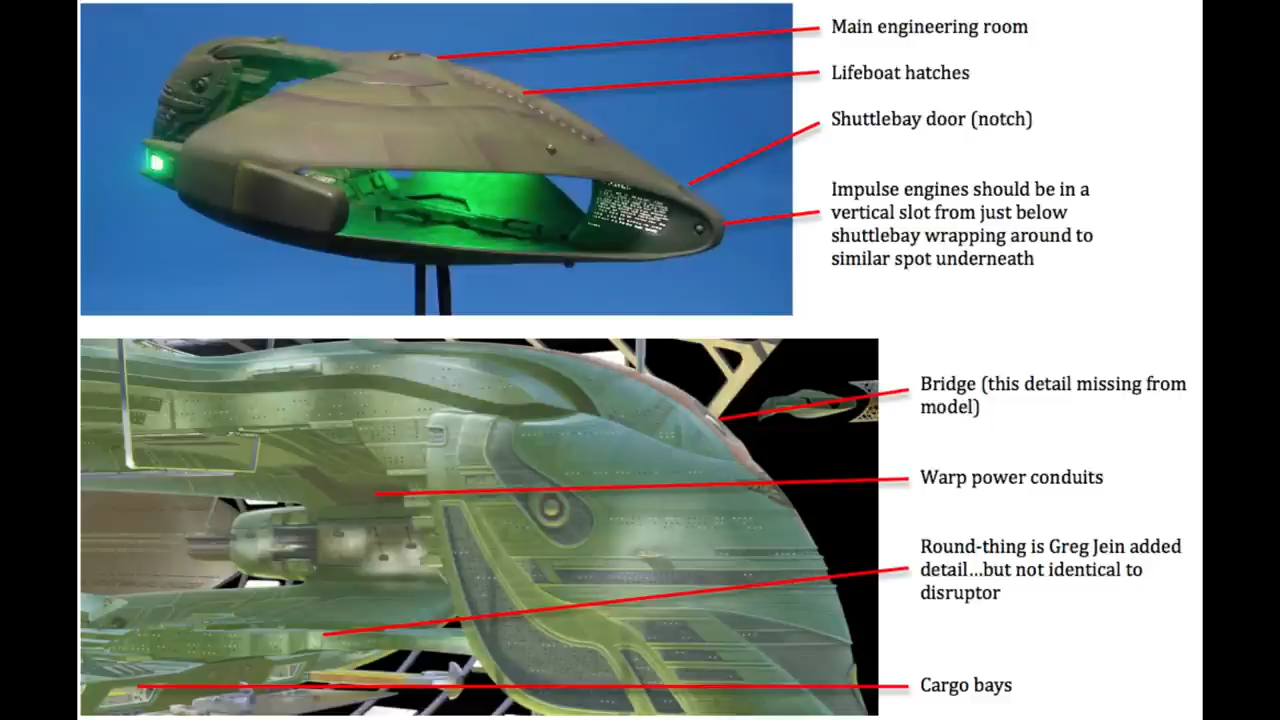 Main engineering room
Lifeboat hatches
Shuttlebay door (notch)
Impulse engines should be in a
vertical slot from just below
shuttlebay wrapping around to
similar spot underneath
Bridge (this detail missing from
model)
Warp power conduits
Round-thing is Greg Jein added
detail...but not identical to
disruptor
Cargo bays